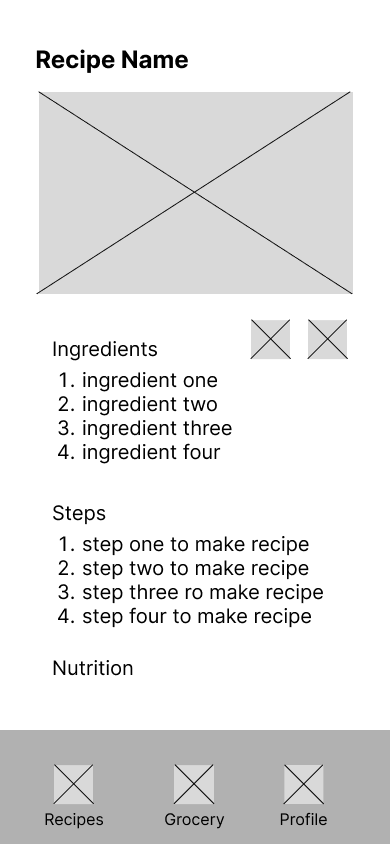 Recipe Name
Ingredients
1. ingredient one
2. ingredient two
3. ingredient three
4. ingredient four
Steps
1. step one to make recipe
2. step two to make recipe
3. step three ro make recipe
4. step four to make recipe
Nutrition
Recipes Grocery Profile